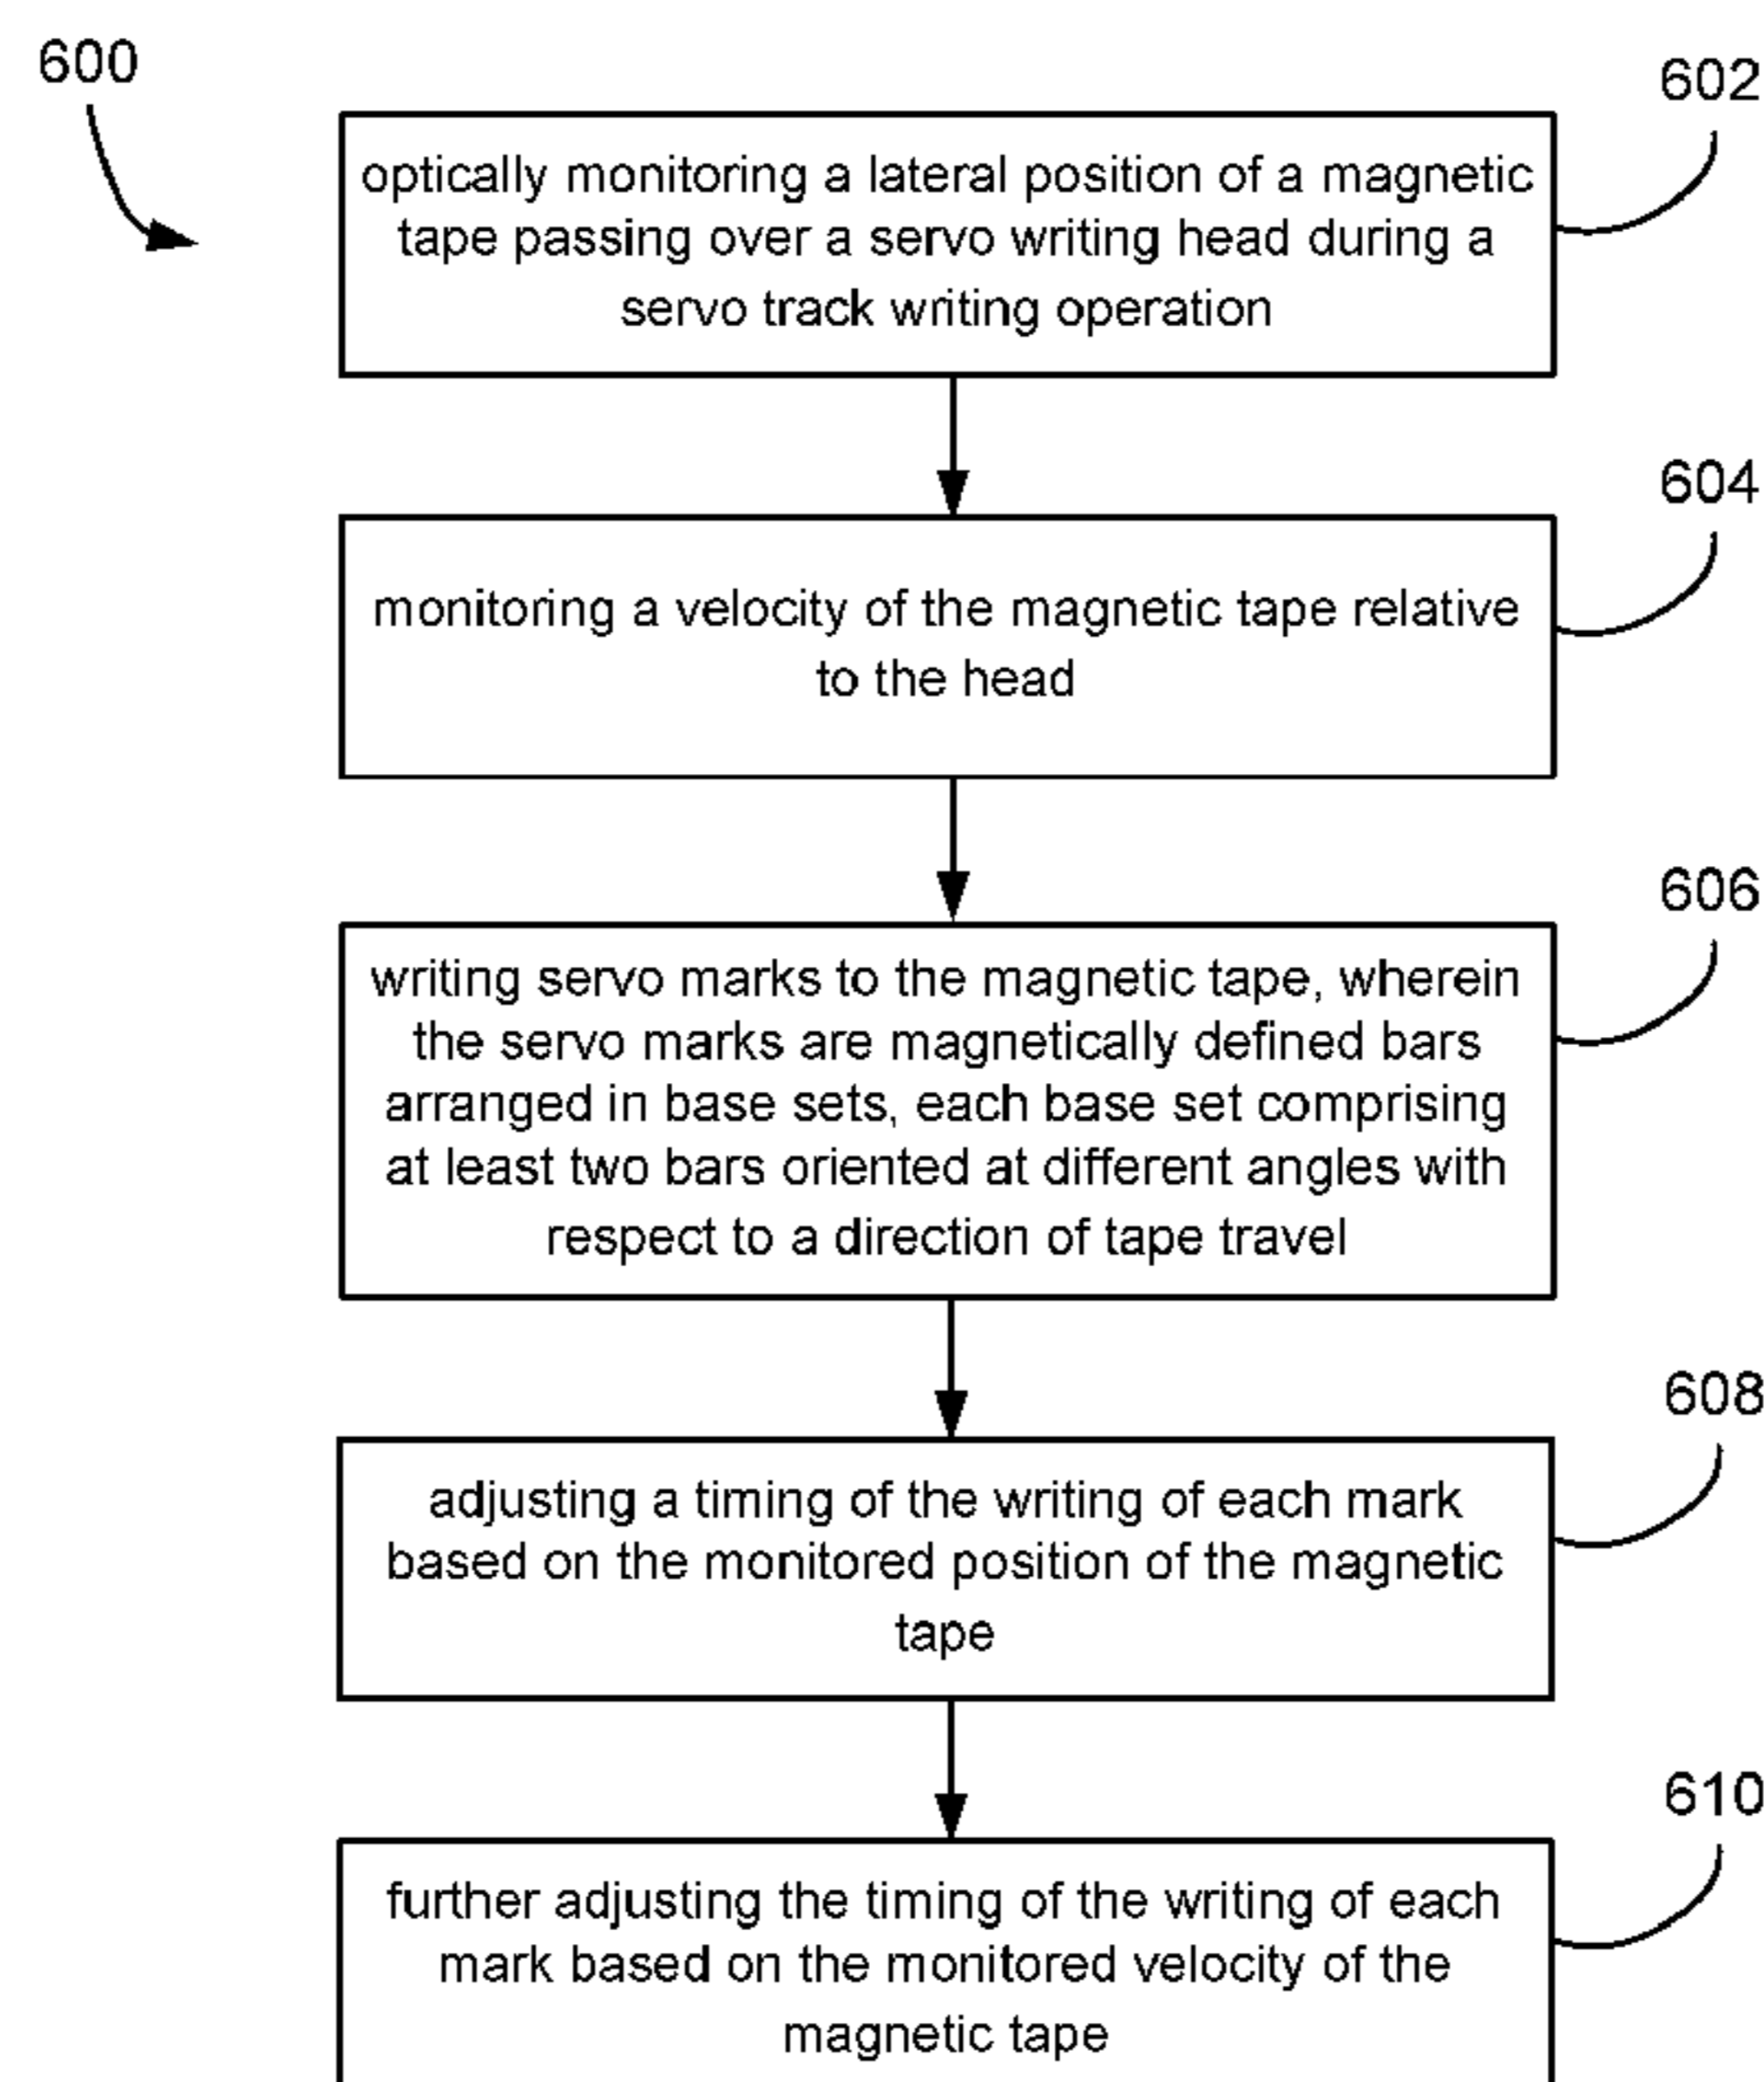 600
602
optically monitoring a lateral position of a magnetic
tape passing over a servo writing head during a
servo track writing operation
604
monitoring a velocity of the magnetic tape relative
to the head
606
writing servo marks to the magnetic tape, wherein
the servo marks are magnetically defined bars
arranged in base sets, each base set comprising
at least two bars oriented at different angles with
respect to a direction of tape travel
608
adjusting a timing of the writing of each mark
based on the monitored position of the magnetic
tape
610
further adjusting the timing of the writing of each
mark based on the monitored velocity of the
magnetic tape